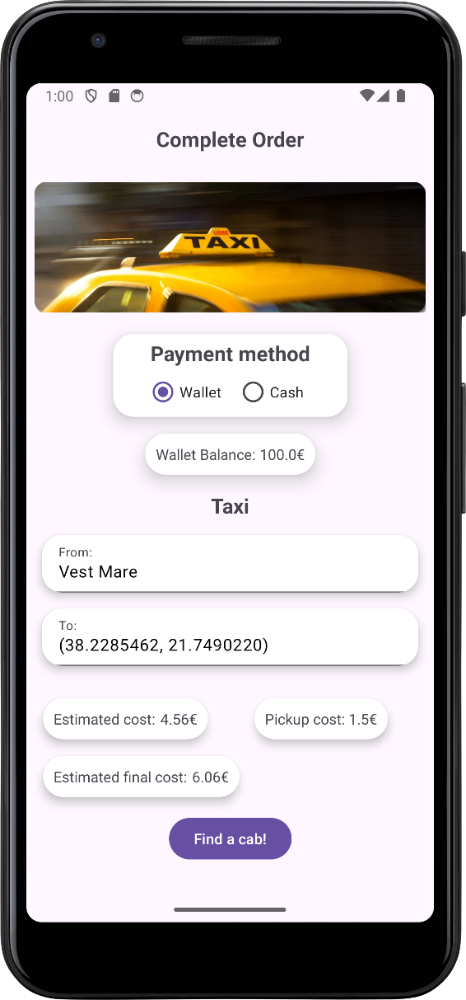 1:00
Complete Order
TAXI
Payment method
Wallet Cash
Wallet Balance: 100.0€
Taxi
From:
Vest Mare
To:
(38.2285462, 21.7490220)
Estimated cost: 4.56€ Pickup cost: 1.5€
Estimated final cost: 6.06€
Find a cab!